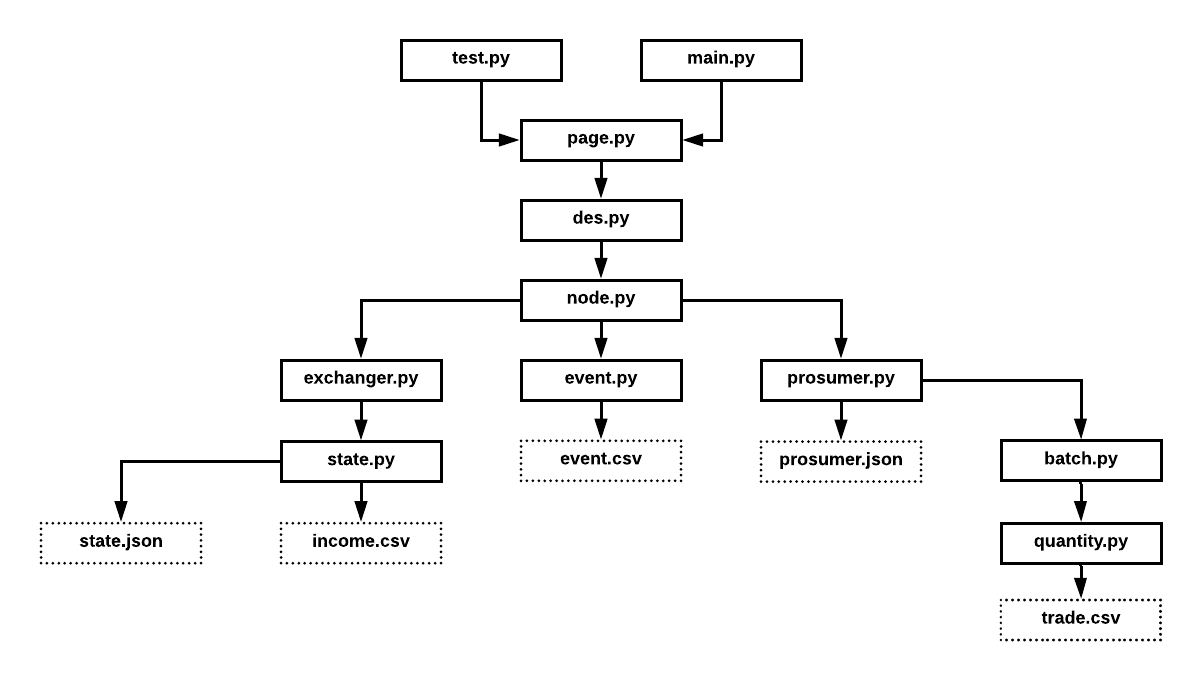 test.py
main.py
page.py
des.py
node.py
exchanger.py
event.py
prosumer.py
state.py
event.csv
prosumer.json
batch.py
state.json
income.csv
quantity.py
trade.csv